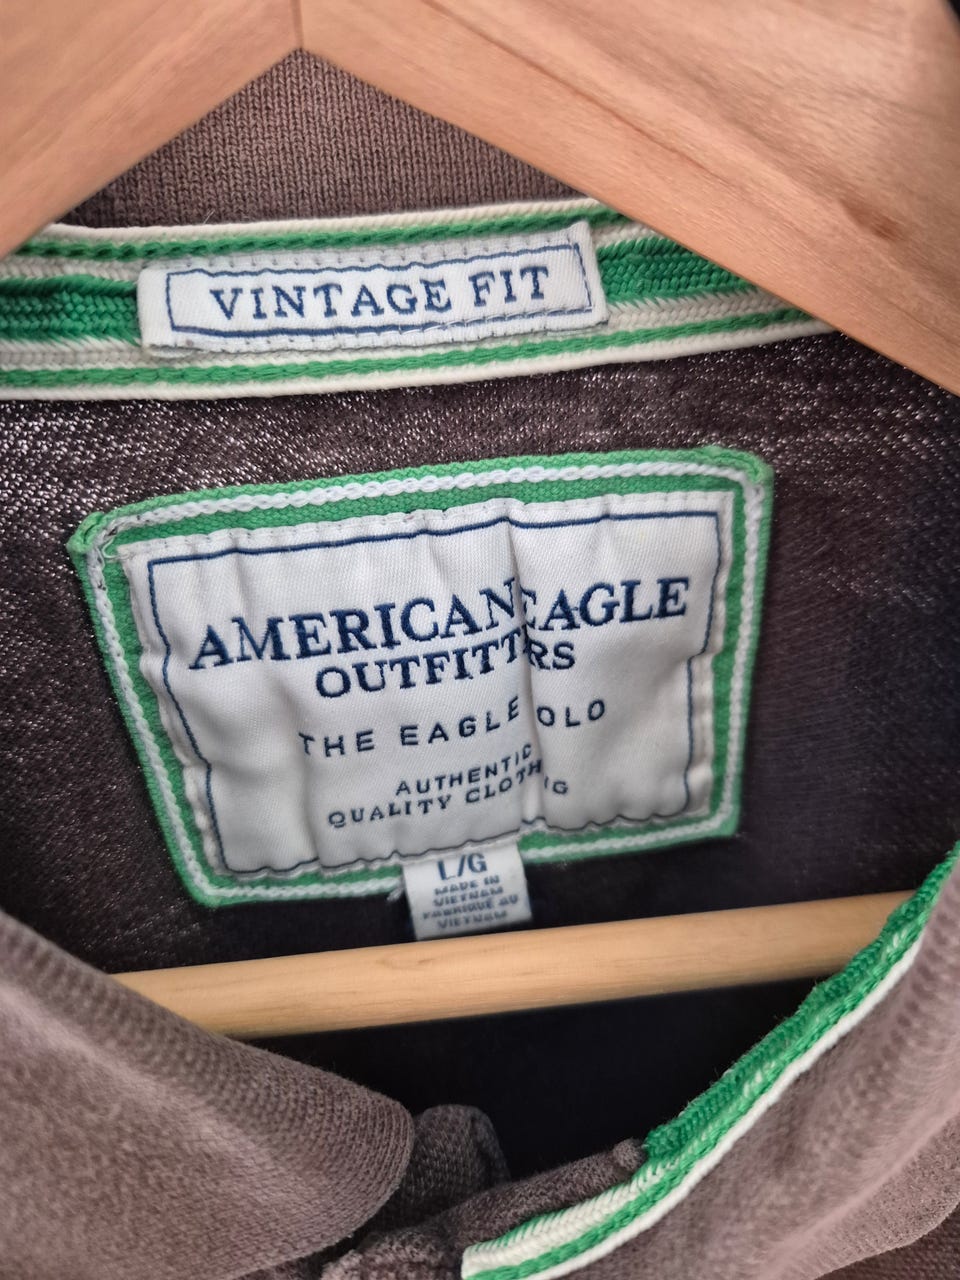 VINTAGE FIT
AMERICAN EAGLE
OUTFITTERS
THE EAGLE POLO
AUTHENTIC
QUALITY CLOTHING
L/G
MADE IN
VIETNAM
FABRIQUÉ AU
VIETNAM